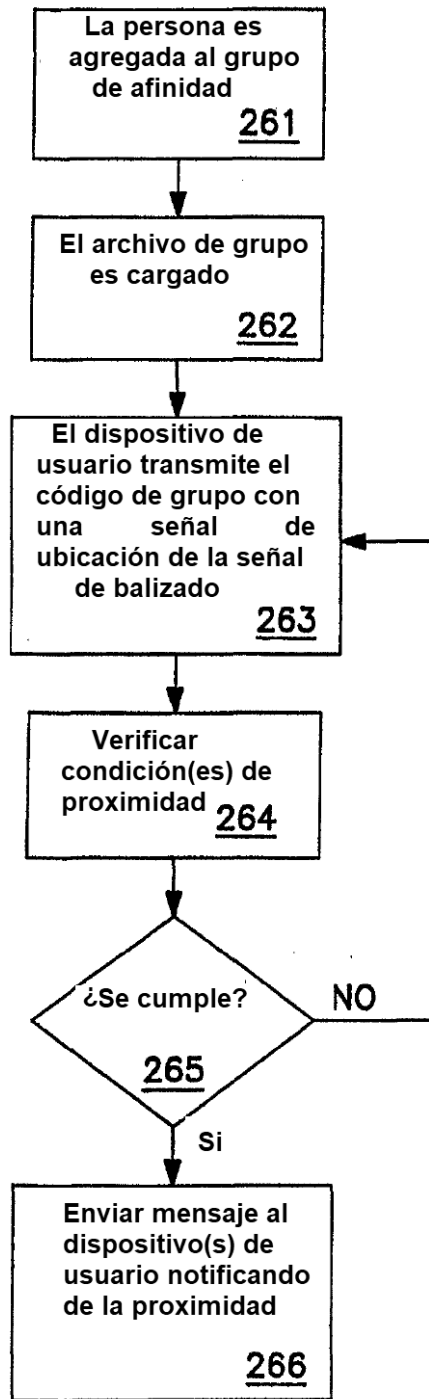 La persona es
agregada al grupo
de afinidad
261
El archivo de grupo
es cargado
262
El dispositivo de
usuario transmite el
código de grupo con
una señal de
ubicación de la señal
de balizado
263
Verificar
condición(es) de
proximidad
264
¿Se cumple?
NO
265
Si
Enviar mensaje al
dispositivo(s) de
usuario notificando
de la proximidad
266